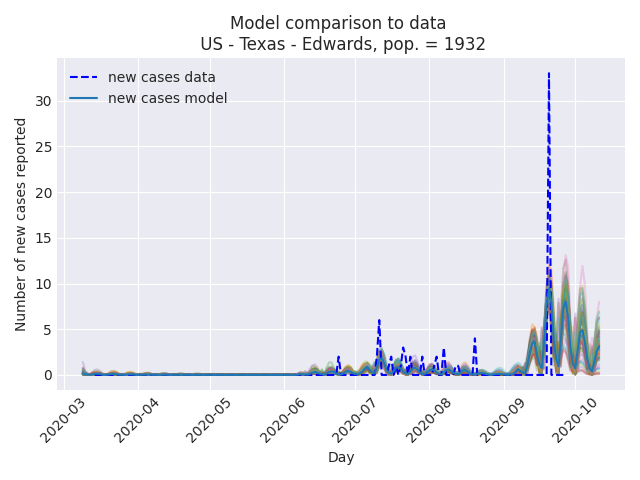 Model comparison to data
US - Texas - Edwards, pop. = 1932
new cases data
new cases model
Number of new cases reported
30
25
20
15
10
5
0
2020-03
2020-04
2020-05
2020-06
2020-07
2020-08
2020-09
2020-10
Day